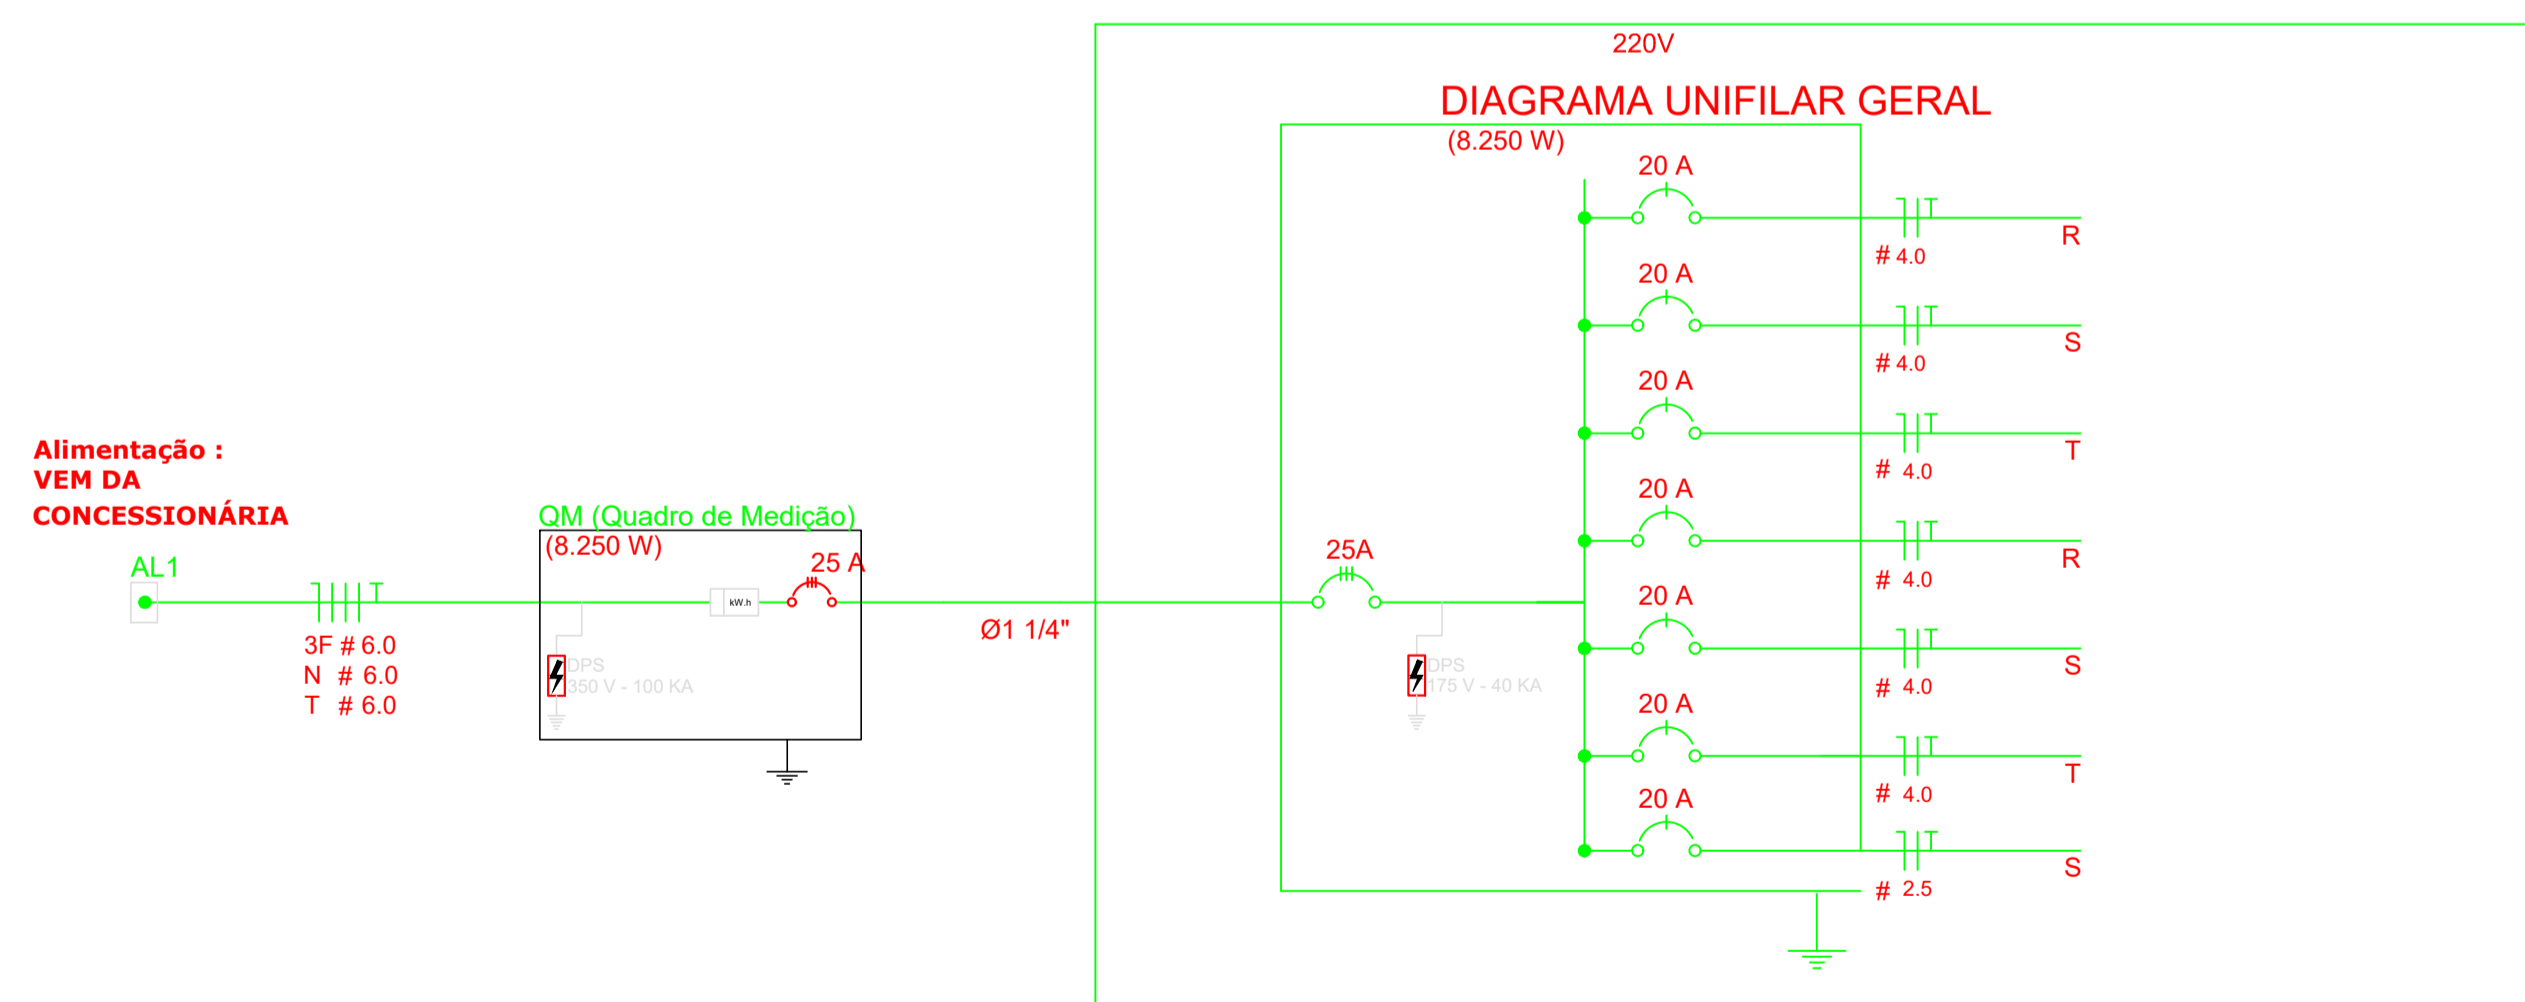 220V
DIAGRAMA UNIFILAR GERAL
(8.250 W)
20 A
R
# 4.0
20 A
S
# 4.0
20 A
T
# 4.0
20 A
R
# 4.0
20 A
S
# 4.0
20 A
T
# 4.0
20 A
S
# 2.5
Alimentação :
VEM DA
CONCESSIONÁRIA
AL1
3F # 6.0
N # 6.0
T # 6.0
QM (Quadro de Medição)
(8.250 W)
25 A
kW.h
DPS
350 V - 100 KA
Ø1 1/4"
25A
DPS
175 V - 40 KA